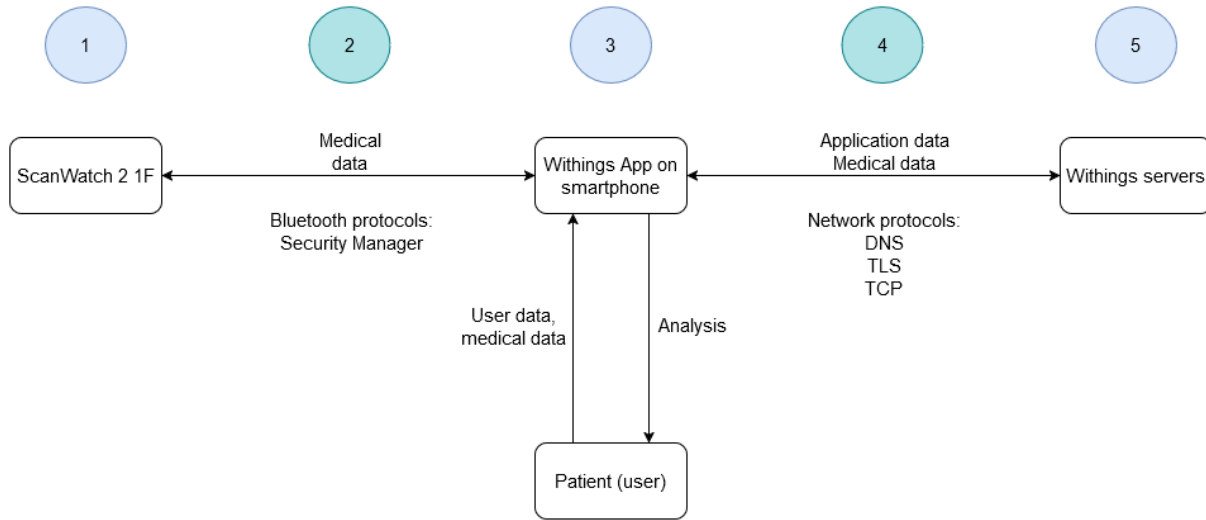 1
2
3
4
5
Medical
data
Application data
Medical data
ScanWatch 2 1F
Withings App on
smartphone
Withings servers
Bluetooth protocols:
Security Manager
Network protocols:
DNS
TLS
TCP
User data,
medical data
Analysis
Patient (user)